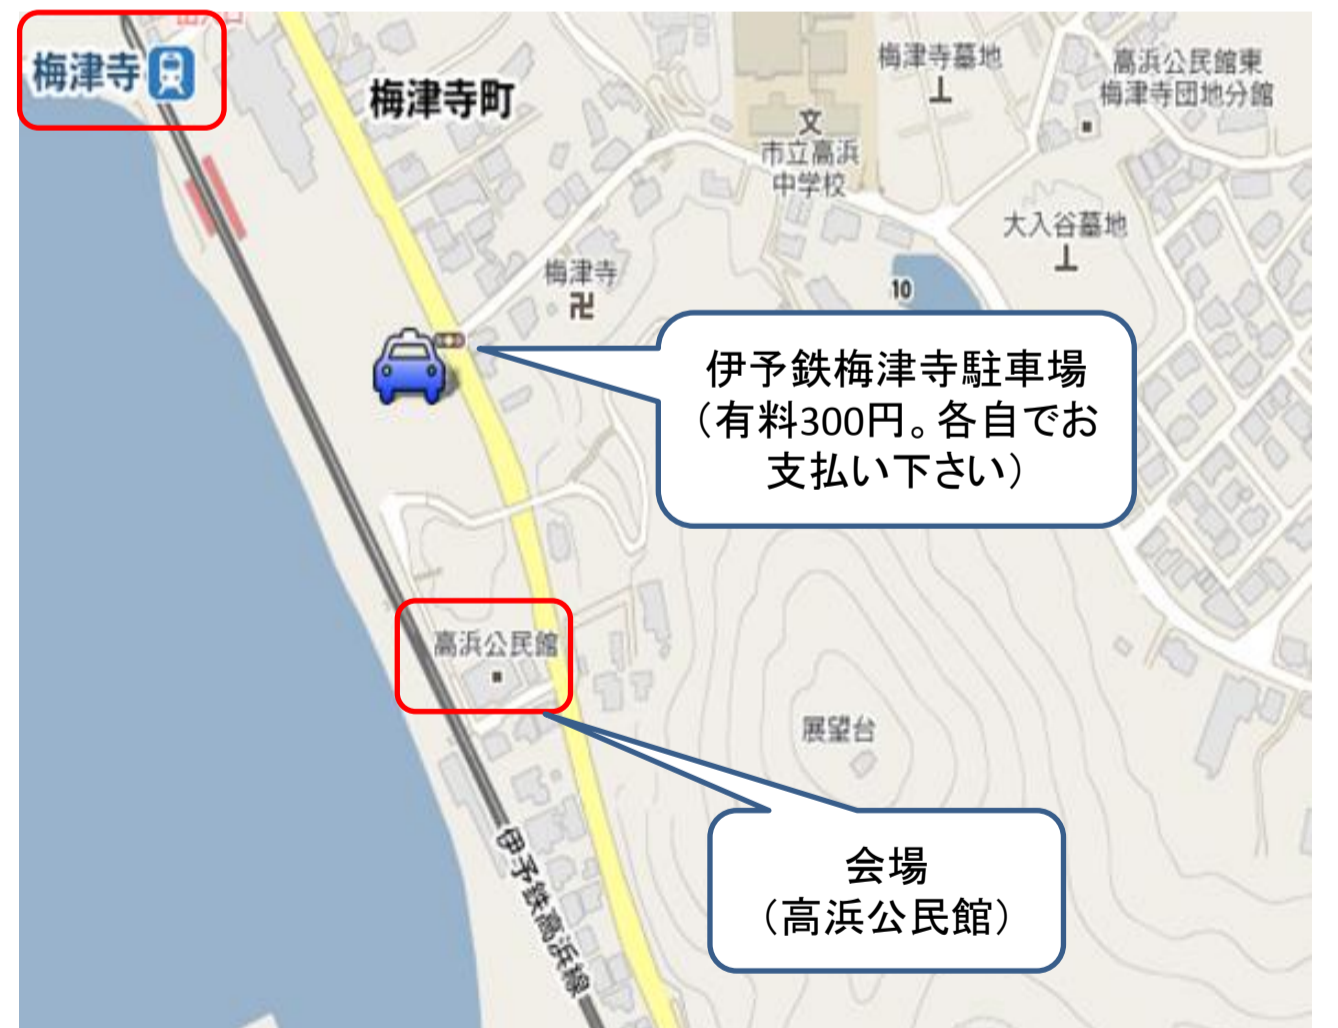 梅津寺
梅津寺町
梅津寺墓地
高浜公民館東
梅津寺団地分館
文
市立高浜
中学校
大入谷墓地
梅津寺
卍
10
伊予鉄梅津寺駐車場
（有料300円。各自でお
支払い下さい）
高浜公民館
展望台
会場
（高浜公民館）
伊予鉄高浜線